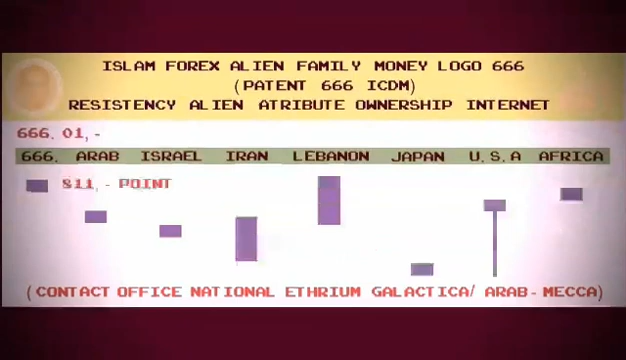 ISLAM FOREX ALIEN FAMILY MONEY LOGO 666
(PATENT 666 ICDM)
RESISTENCY ALIEN ATRIBUTE OWNERSHIP INTERNET
666, 01, -
666, ARAB ISRAEL IRAN LEBANON JAPAN U,S,A AFRICA
811, - POINT
(CONTACT OFFICE NATIONAL ETHRIUM GALACTICA/ ARAB- MECCA)